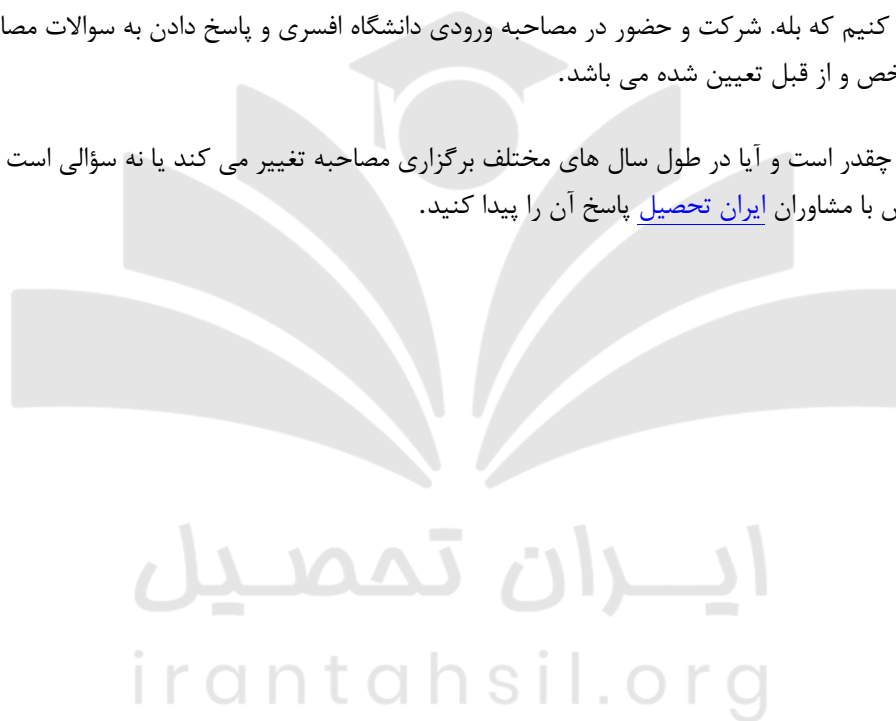 کنیم که بله. شرکت و حضور در مصاحبه ورودی دانشگاه افسری و پاسخ دادن به سوالات
و از قبل تعیین شده می باشد.
چقدر است و آیا در طول سال های مختلف برگزاری مصاحبه تغییر می کند یا نه سؤالی است
با مشاوران ایران تحصیل پاسخ آن را پیدا کنید.
ایران تحصیل
irantahsil.org